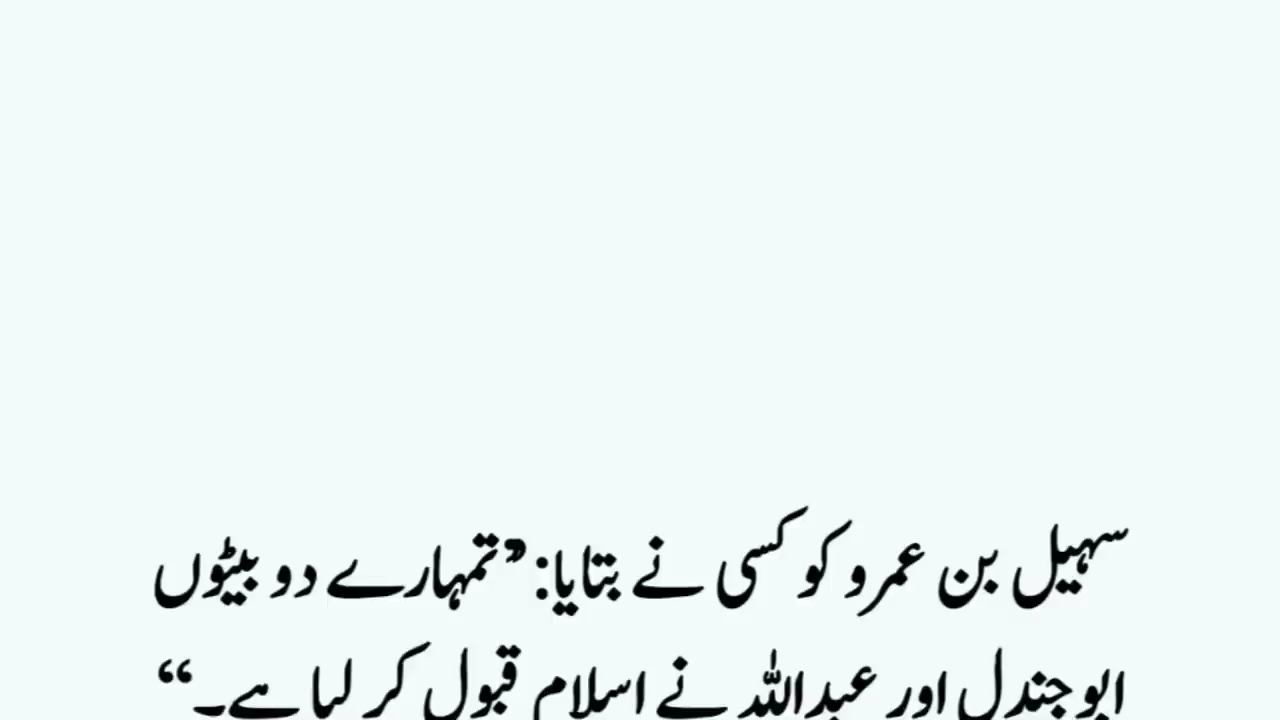 سہیل بن عمرو کو کسی نے بتایا: ”تمہارے دو بیٹوں
ابوجندل اور عبداللہ نے اسلام قبول کر لیا ہے۔“